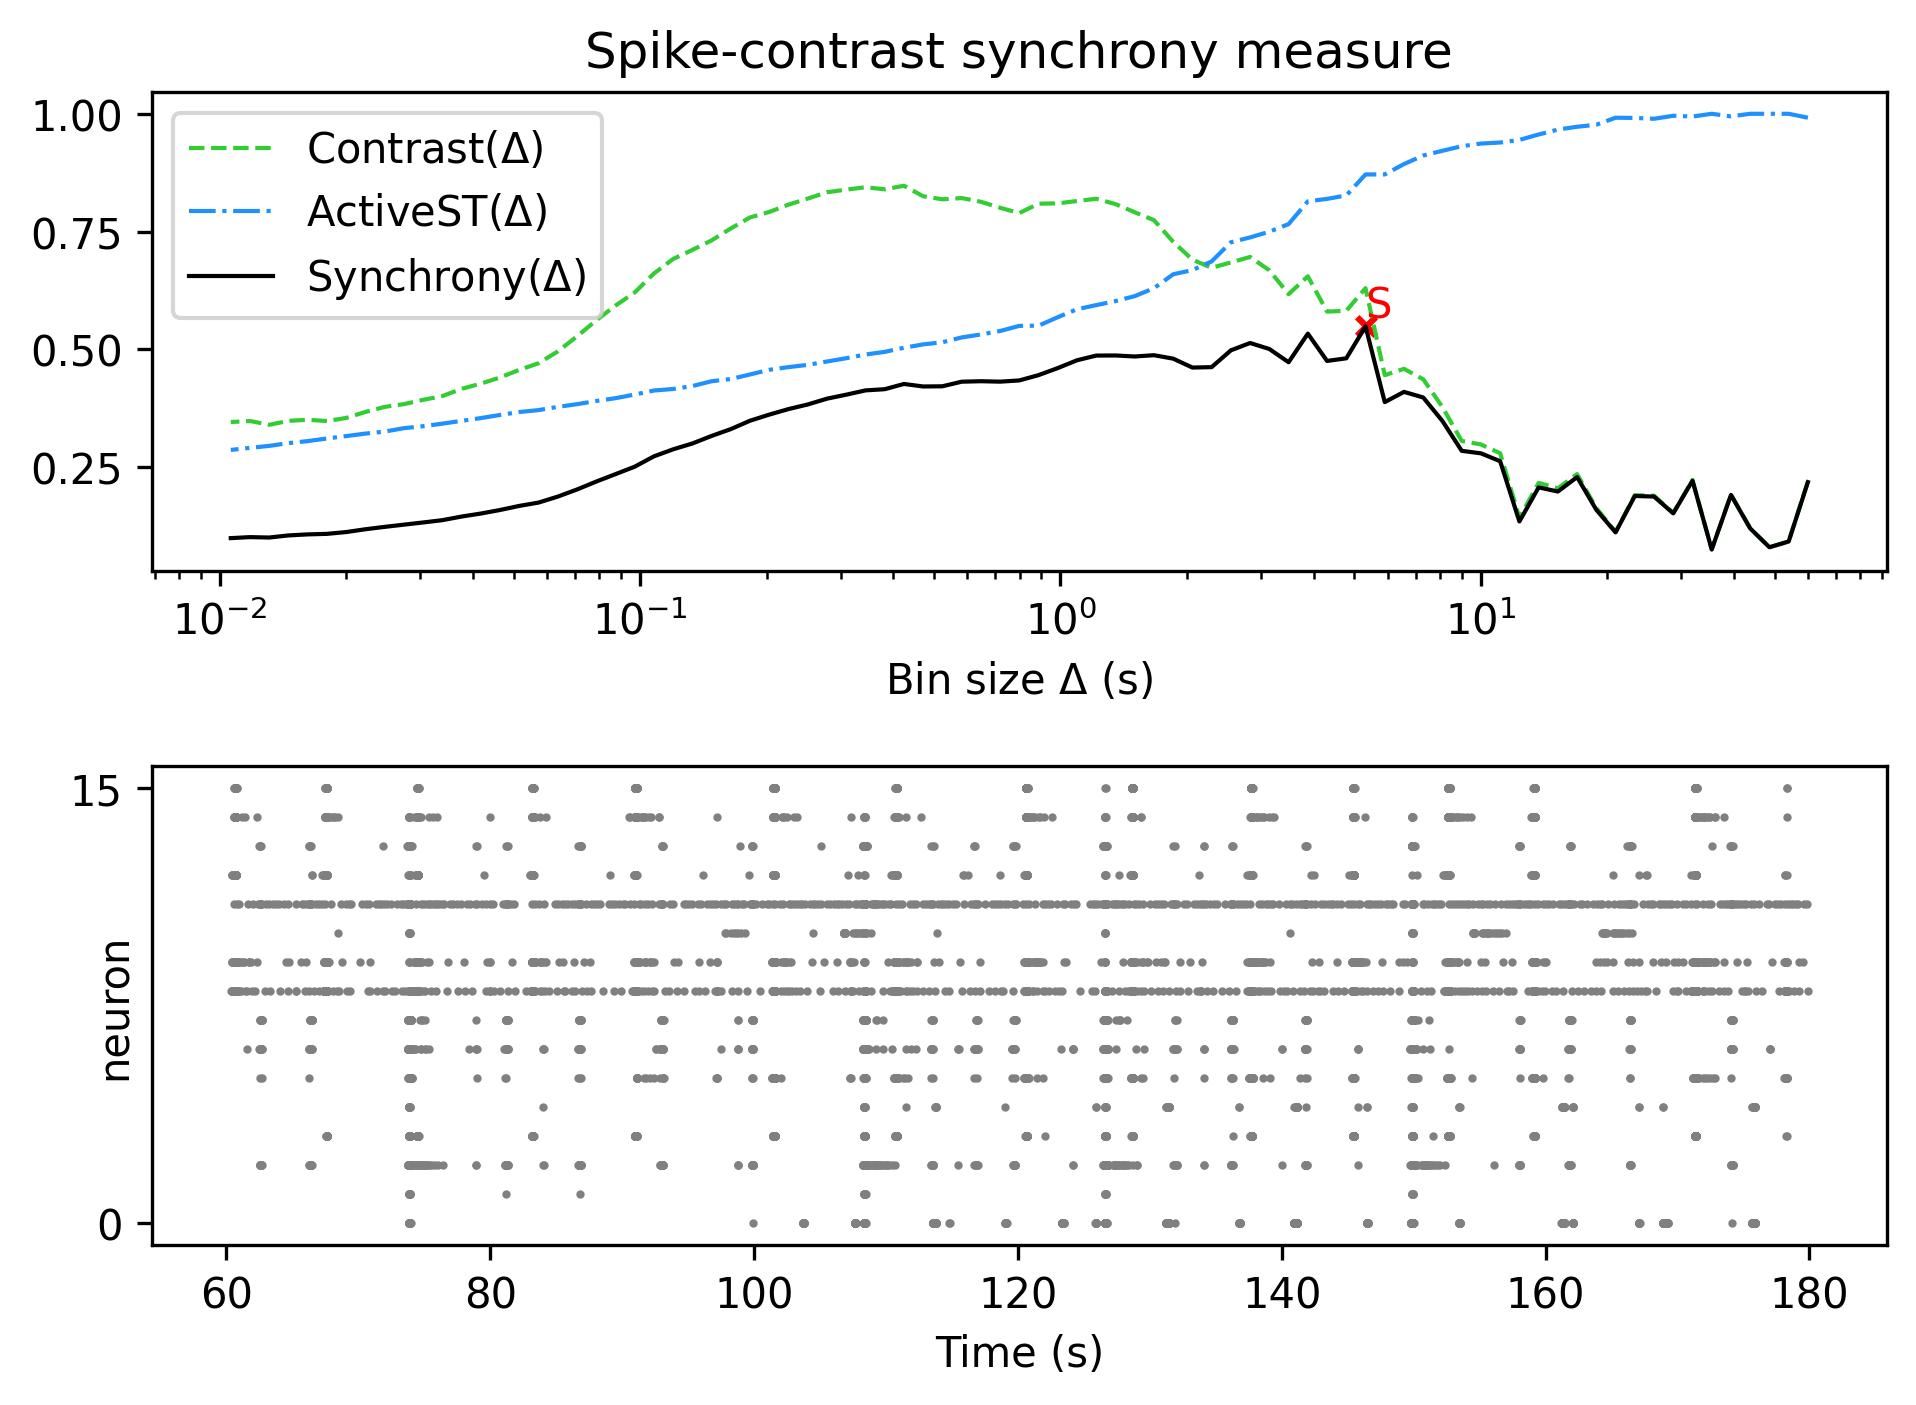 Spike-contrast synchrony measure
1.00
0.75
0.50
0.25
Contrast(Δ)
ActiveST(Δ)
Synchrony(Δ)
S
10⁻² 10⁻¹ 10⁰ 10¹
Bin size Δ (s)
15
0
neuron
60 80 100 120 140 160 180
Time (s)